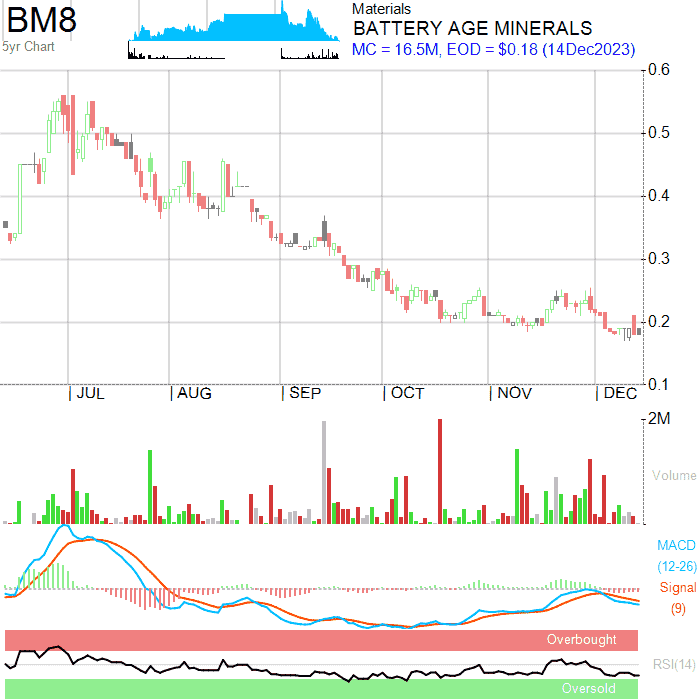 BM8
5yr Chart
Materials
BATTERY AGE MINERALS
MC = 16.5M, EOD = $0.18 (14Dec2023)
0.6
0.5
0.4
0.3
0.2
0.1
JUL AUG SEP OCT NOV DEC
2M
Volume
MACD
(12-26)
Signal
(9)
Overbought
RSI(14)
Oversold